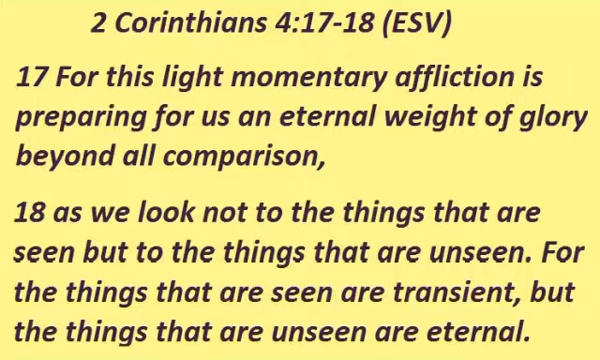 2 Corinthians 4:17-18 (ESV)
17 For this light momentary affliction is
preparing for us an eternal weight of glory
beyond all comparison,
18 as we look not to the things that are
seen but to the things that are unseen. For
the things that are seen are transient, but
the things that are unseen are eternal.